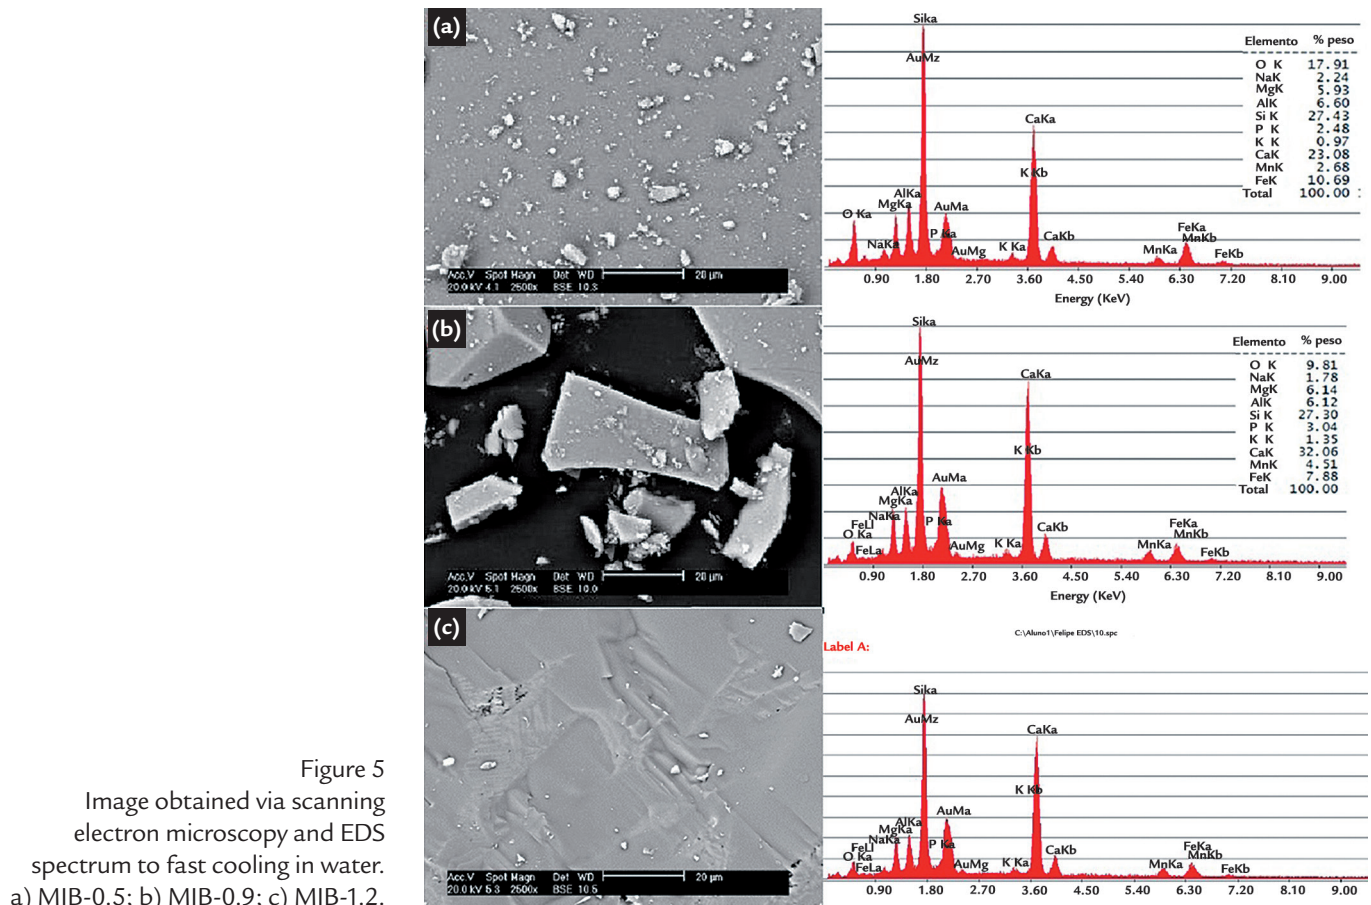 (a)
Acc.V Spot Magn Det WD 20 µm
20.0 kV 4.1 2500x BSE 10.3
Sika
AuMz
CaKa
K Kb
AlKa
MgKa
O Ka
NaKa
AuMa
P Ka
AuMg
K Ka
CaKb
MnKa
FeKa
MnKb
FeKb
0.90 1.80 2.70 3.60 4.50 5.40 6.30 7.20 8.10 9.00
Energy (KeV)
Elemento % peso
O K 17.91
NaK 2.24
MgK 5.93
AlK 6.60
Si K 27.43
P K 2.48
K K 0.97
CaK 23.08
MnK 2.68
FeK 10.69
Total 100.00
(b)
Acc.V Spot Magn Det WD 20 µm
20.0 kV 5.1 2500x BSE 10.0
Sika
AuMz
CaKa
K Kb
AlKa
MgKa
NaKa
FeLl
O Ka
FeLa
AuMa
P Ka
AuMg
K Ka
CaKb
MnKa
FeKa
MnKb
FeKb
0.90 1.80 2.70 3.60 4.50 5.40 6.30 7.20 8.10 9.00
Energy (KeV)
Elemento % peso
O K 9.81
NaK 1.78
MgK 6.14
AlK 6.12
Si K 27.30
P K 3.04
K K 1.35
CaK 32.06
MnK 4.51
FeK 7.88
Total 100.00
(c)
Acc.V Spot Magn Det WD 20 µm
20.0 kV 5.3 2500x BSE 10.5
C:\Aluno1\Felipe EDS\10.spc
Label A:
Sika
AuMz
CaKa
K Kb
AlKa
MgKa
NaKa
FeLl
O Ka
FeLa
AuMa
P Ka
AuMg
K Ka
CaKb
MnKa
FeKa
MnKb
FeKb
0.90 1.80 2.70 3.60 4.50 5.40 6.30 7.20 8.10 9.00
Energy (KeV)
Figure 5
Image obtained via scanning
electron microscopy and EDS
spectrum to fast cooling in water.
a) MIB-0.5; b) MIB-0.9; c) MIB-1.2.